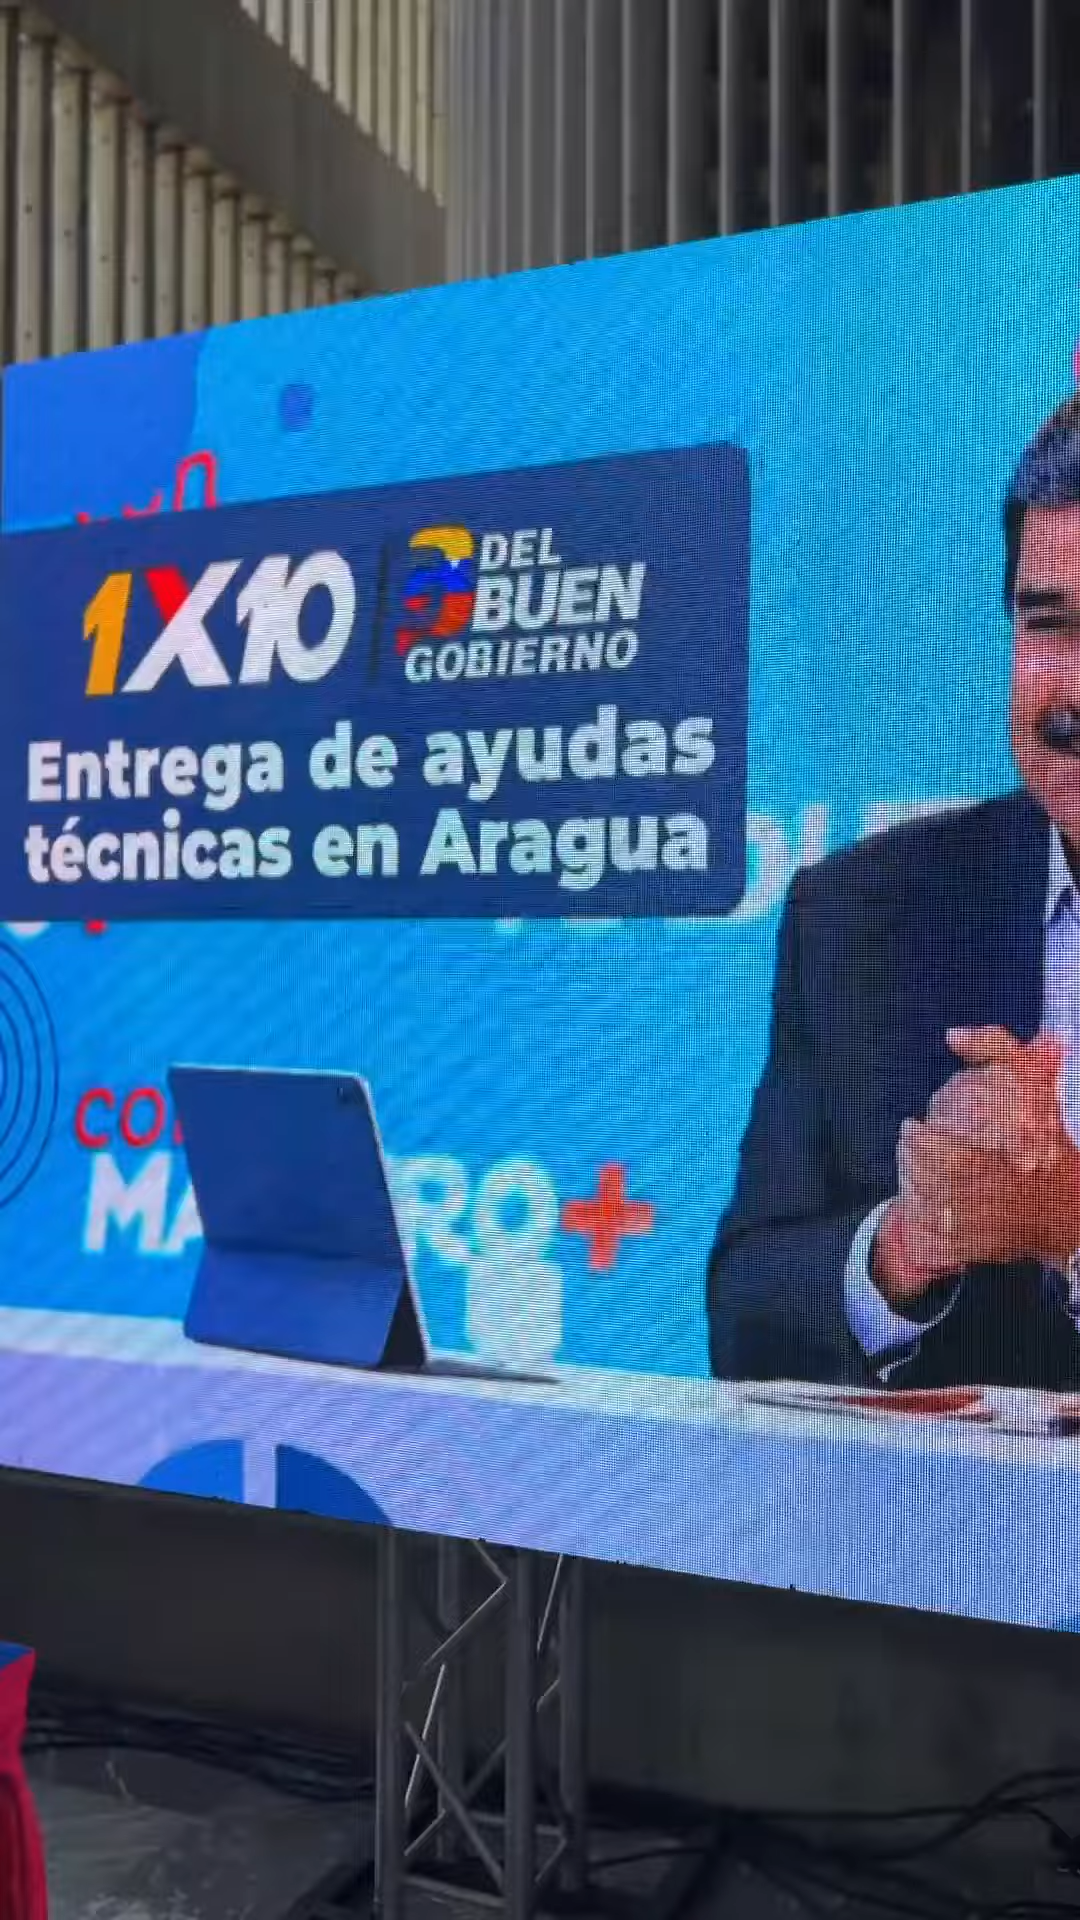 1X10
DEL
BUEN
GOBIERNO
Entrega de ayudas
técnicas en Aragua